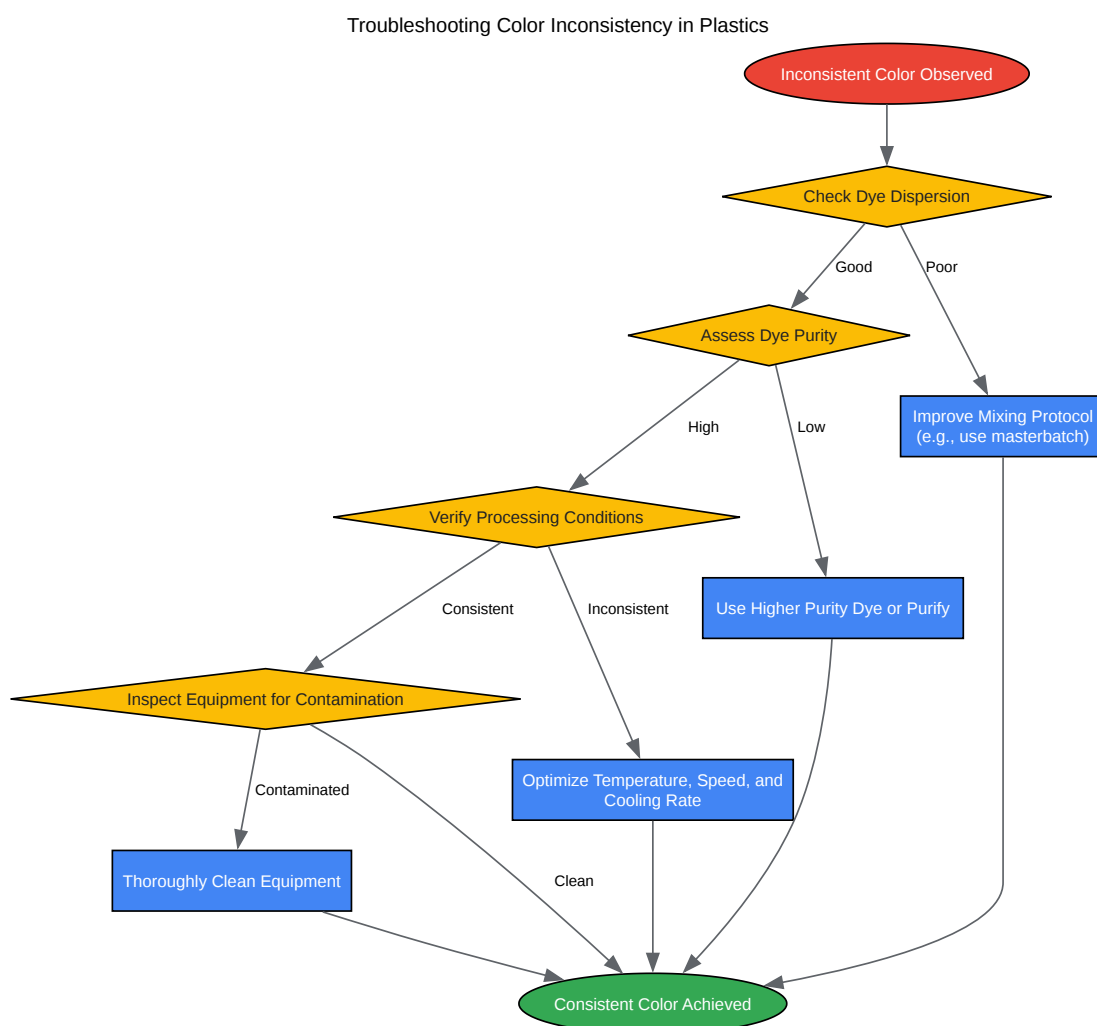 Troubleshooting Color Inconsistency in Plastics
Inconsistent Color Observed
Check Dye Dispersion
Good
Poor
Assess Dye Purity
Improve Mixing Protocol
(e.g., use masterbatch)
High
Low
Verify Processing Conditions
Use Higher Purity Dye or Purify
Consistent
Inconsistent
Inspect Equipment for Contamination
Optimize Temperature, Speed, and
Cooling Rate
Contaminated
Thoroughly Clean Equipment
Clean
Consistent Color Achieved